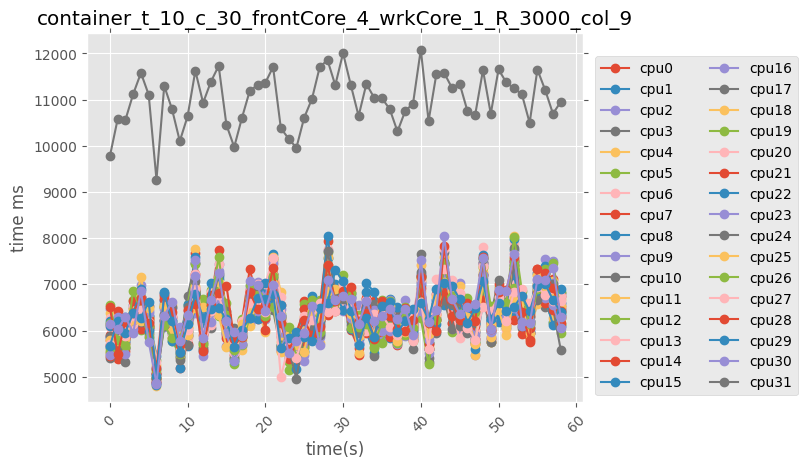 container_t_10_c_30_frontCore_4_wrkCore_1_R_3000_col_9
12000
11000
10000
9000
8000
7000
6000
5000
time ms
0
10
20
30
40
50
60
time(s)
cpu0
cpu1
cpu2
cpu3
cpu4
cpu5
cpu6
cpu7
cpu8
cpu9
cpu10
cpu11
cpu12
cpu13
cpu14
cpu15
cpu16
cpu17
cpu18
cpu19
cpu20
cpu21
cpu22
cpu23
cpu24
cpu25
cpu26
cpu27
cpu28
cpu29
cpu30
cpu31